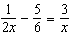 1/2x − 5/6 = 3/x